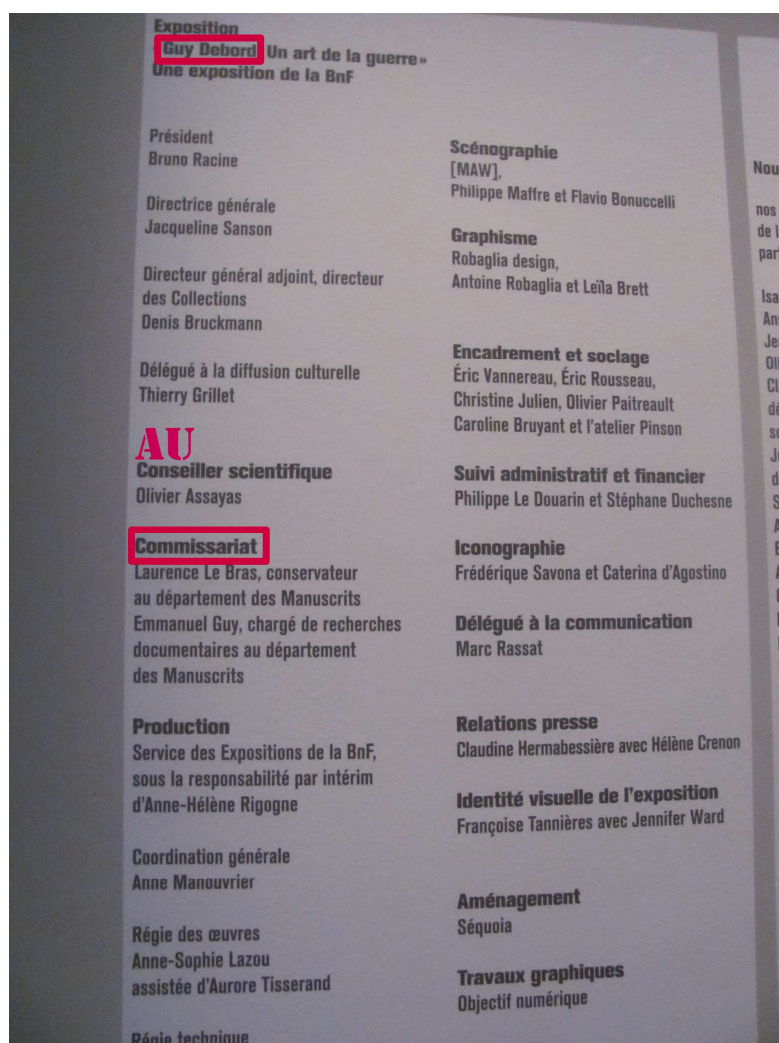 Exposition
Guy Debord Un art de la guerre»
Une exposition de la BnF
Président
Bruno Racine
Directrice générale
Jacqueline Sanson
Directeur général adjoint, directeur
des Collections
Denis Bruckmann
Délégué à la diffusion culturelle
Thierry Grillet
AU
Conseiller scientifique
Olivier Assayas
Commissariat
Laurence Le Bras, conservateur
au département des Manuscrits
Emmanuel Guy, chargé de recherches
documentaires au département
des Manuscrits
Production
Service des Expositions de la BnF,
sous la responsabilité par intérim
d'Anne-Hélène Rigogne
Coordination générale
Anne Manouvrier
Régie des œuvres
Anne-Sophie Lazou
assistée d'Aurore Tisserand
Régie technique
Scénographie
[MAW],
Philippe Maffre et Flavio Bonuccelli
Graphisme
Robaglia design,
Antoine Robaglia et Leïla Brett
Encadrement et soclage
Éric Vannereau, Éric Rousseau,
Christine Julien, Olivier Paitreault
Caroline Bruyant et l'atelier Pinson
Suivi administratif et financier
Philippe Le Douarin et Stéphane Duchesne
Iconographie
Frédérique Savona et Caterina d'Agostino
Délégué à la communication
Marc Rassat
Relations presse
Claudine Hermabessière avec Hélène Crenon
Identité visuelle de l'exposition
Françoise Tannières avec Jennifer Ward
Aménagement
Séquoia
Travaux graphiques
Objectif numérique
nos